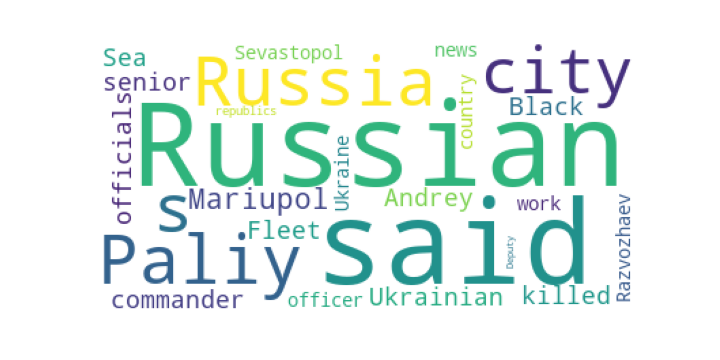 Sea
Sevastopol
news
senior
Russia
city
republics
country
Black
officials
Russian
Ukraine
s
Mariupol
Andrey
work
Fleet
said
Deputy
Razvozhaev
Paliy
commander
officer
Ukrainian
killed